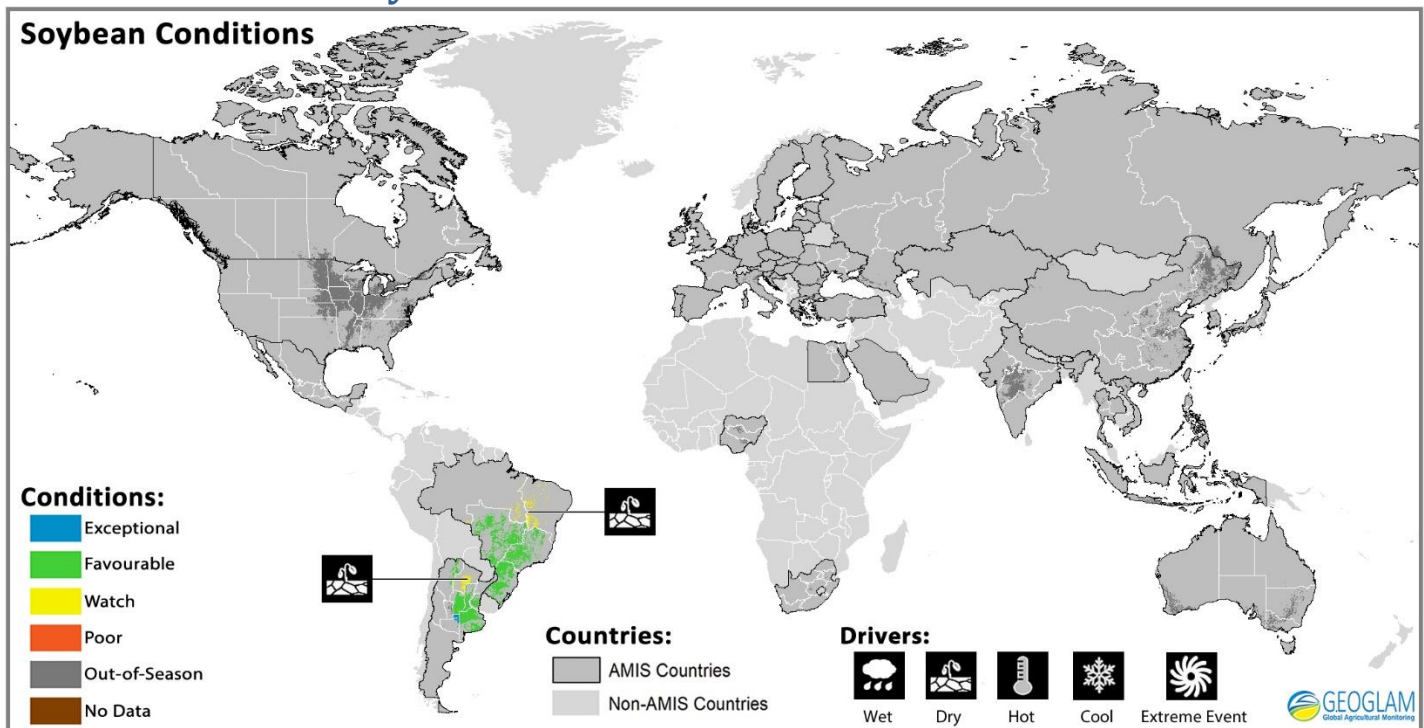 Soybean Conditions
Conditions:
Exceptional
Favourable
Watch
Poor
Out-of-Season
No Data
Countries:
AMIS Countries
Non-AMIS Countries
Drivers:
Wet
Dry
Hot
Cool
Extreme Event
GEOGLAM
Global Agricultural Monitoring